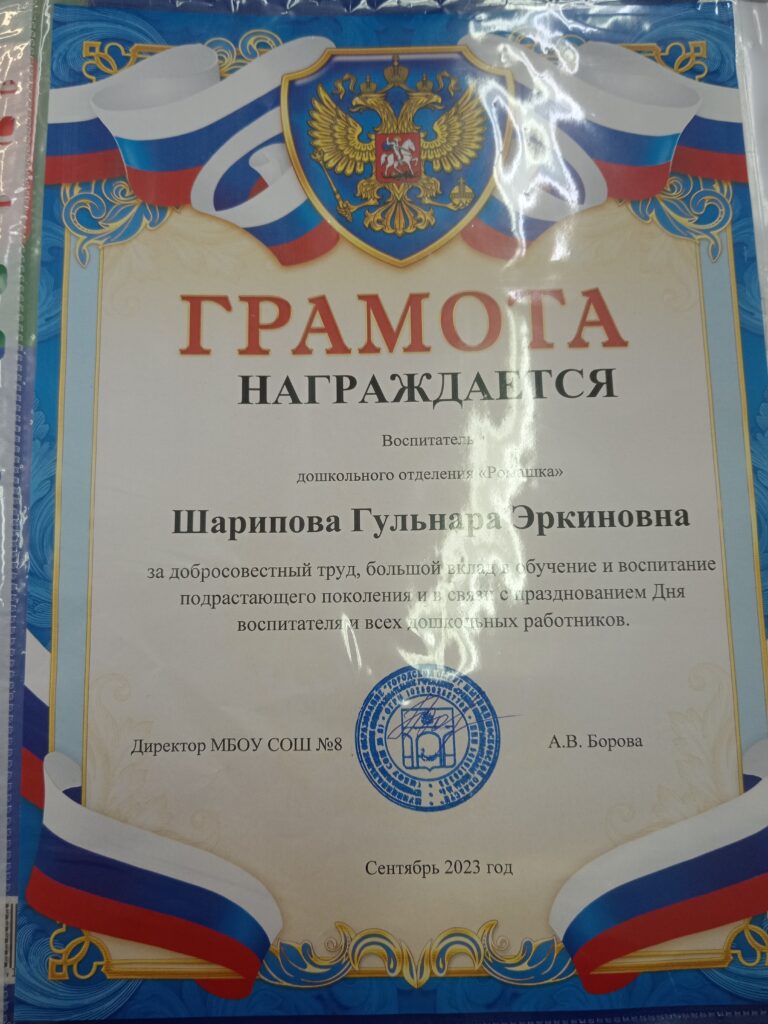 ГРАМОТА
НАГРАЖДАЕТСЯ
Воспитатель
дошкольного отделения «Ромашка»
Шарипова Гульнара Эркиновна
за добросовестный труд, большой вклад в обучение и воспитание
подрастающего поколения и в связи с празднованием Дня
воспитателя и всех дошкольных работников.
Директор МБОУ СОШ №8
А.В. Борова
Сентябрь 2023 год